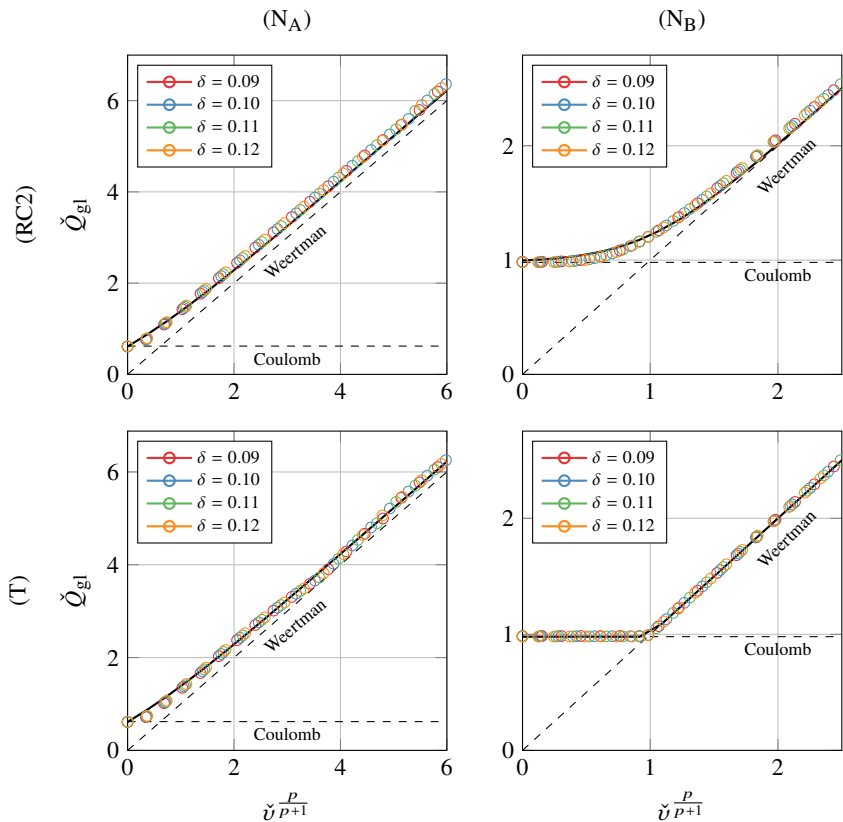 (N_A)
(N_B)
(RC2)
Q̌_gl
6
4
2
0
δ = 0.09
δ = 0.10
δ = 0.11
δ = 0.12
Weertman
Coulomb
0
2
4
6
2
1
0
δ = 0.09
δ = 0.10
δ = 0.11
δ = 0.12
Weertman
Coulomb
0
1
2
(T)
Q̌_gl
6
4
2
0
δ = 0.09
δ = 0.10
δ = 0.11
δ = 0.12
Weertman
Coulomb
0
2
4
6
2
1
0
δ = 0.09
δ = 0.10
δ = 0.11
δ = 0.12
Weertman
Coulomb
0
1
2
υ̌^{p/(p+1)}
υ̌^{p/(p+1)}